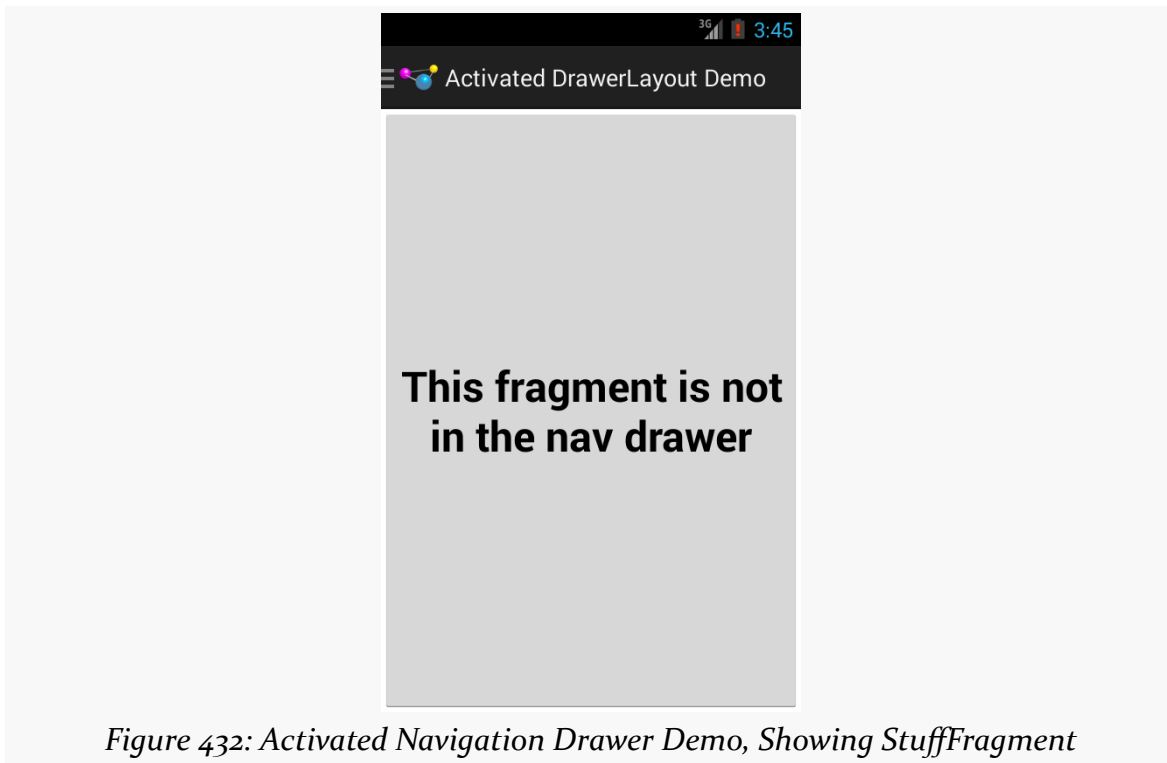 3G 3:45
Activated DrawerLayout Demo
This fragment is not
in the nav drawer
Figure 432: Activated Navigation Drawer Demo, Showing StuffFragment